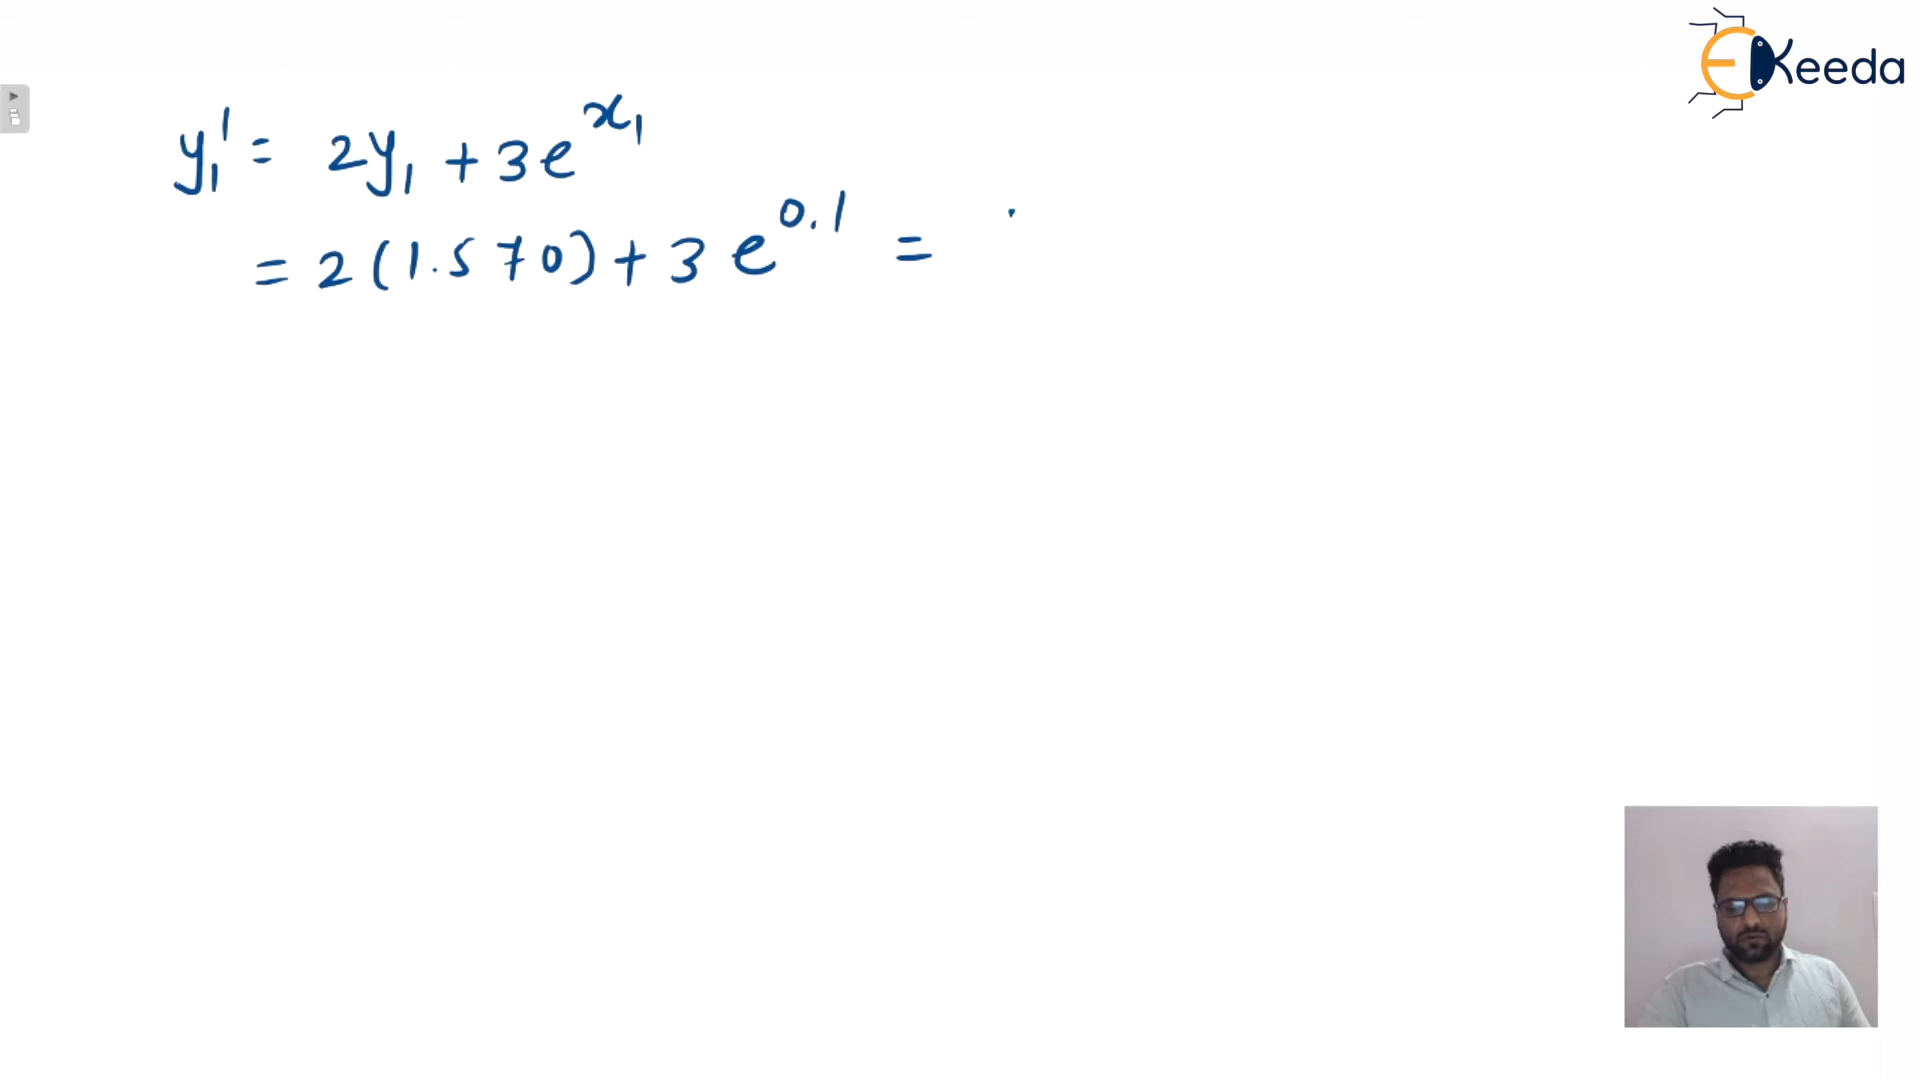 EKeeda
y₁' = 2y₁ + 3e^x₁
= 2(1.570) + 3e^0.1 =